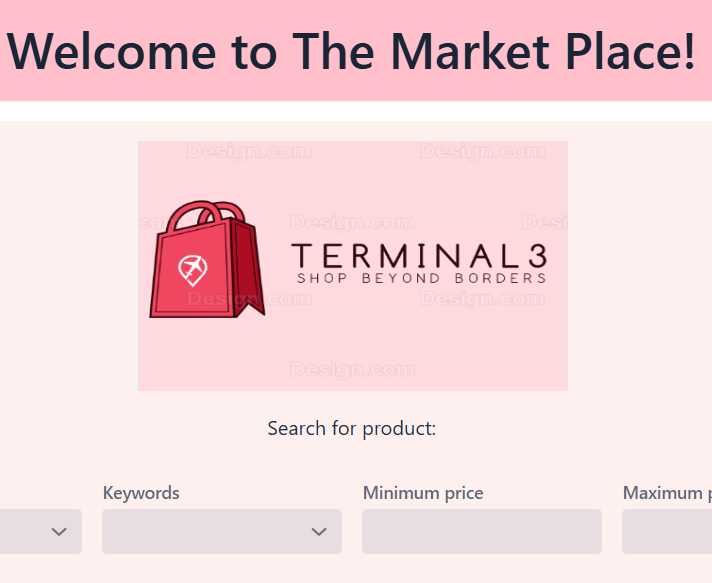 Welcome to The Market Place!
Design.com Design.com
com Design.com Desi
TERMINAL3
SHOP BEYOND BORDERS
Design.com Design.com
Design.com
Search for product:
Keywords Minimum price Maximum p